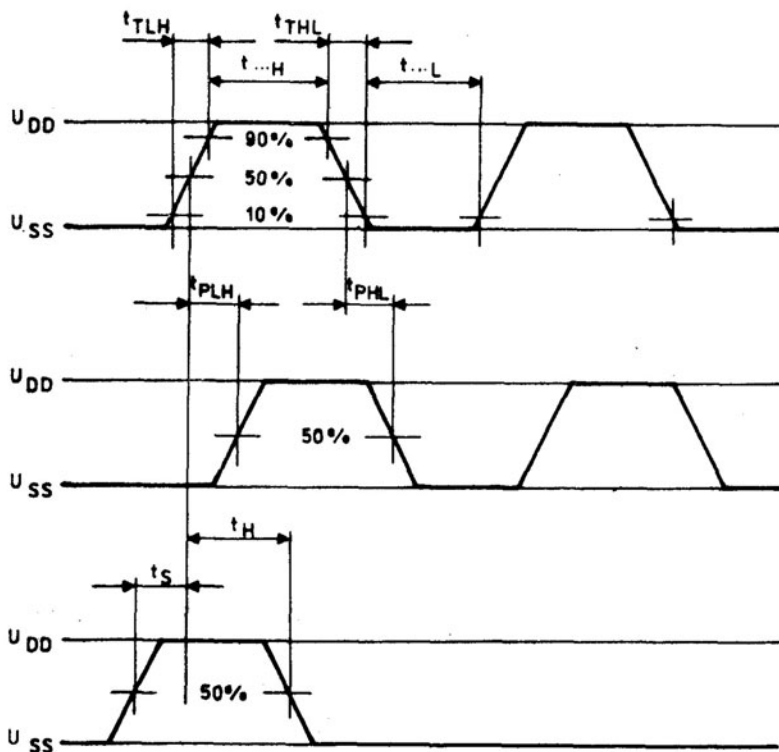 tTLH tTHL
t...H t...L
UDD
90%
50%
10%
USS
tPLH tPHL
UDD
50%
USS
tH
tS
UDD
50%
USS